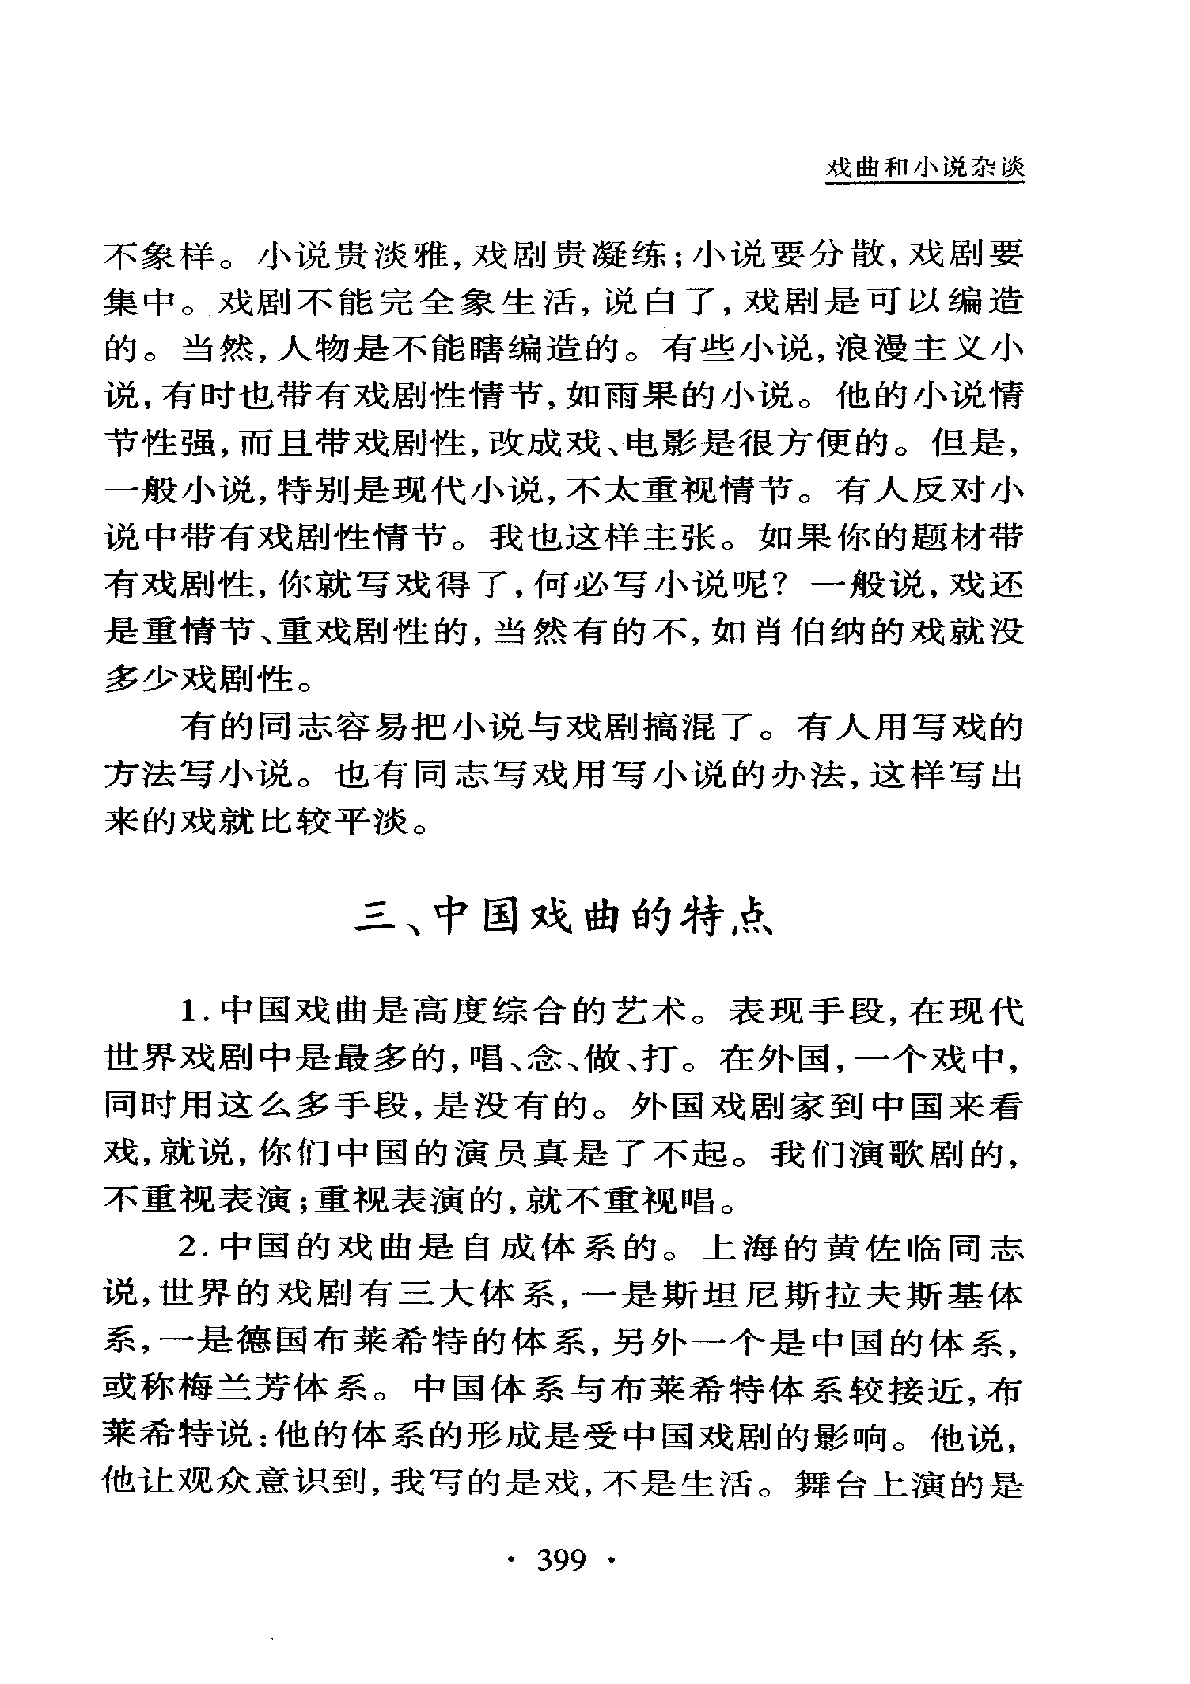 戏曲和小说杂谈
不象样。小说贵淡雅,戏剧贵凝练;小说要分散,戏剧要
集中。戏剧不能完全象生活,说白了,戏剧是可以编造
的。当然,人物是不能瞎编造的。有些小说,浪漫主义小
说,有时也带有戏剧性情节,如雨果的小说。他的小说情
节性强,而且带戏剧性,改成戏、电影是很方便的。但是,
一般小说,特别是现代小说,不太重视情节。有人反对小
说中带有戏剧性情节。我也这样主张。如果你的题材带
有戏剧性,你就写戏得了,何必写小说呢?一般说,戏还
是重情节、重戏剧性的,当然有的不,如肖伯纳的戏就没
多少戏剧性。
有的同志容易把小说与戏剧搞混了。有人用写戏的
方法写小说。也有同志写戏用写小说的办法,这样写出
来的戏就比较平淡。
三、中国戏曲的特点
1.中国戏曲是高度综合的艺术。表现手段,在现代
世界戏剧中是最多的,唱、念、做、打。在外国,一个戏中,
同时用这么多手段,是没有的。外国戏剧家到中国来看
戏,就说,你们中国的演员真是了不起。我们演歌剧的,
不重视表演;重视表演的,就不重视唱。
2.中国的戏曲是自成体系的。上海的黄佐临同志
说,世界的戏剧有三大体系,一是斯坦尼斯拉夫斯基体
系,一是德国布莱希特的体系,另外一个是中国的体系,
或称梅兰芳体系。中国体系与布莱希特体系较接近,布
莱希特说:他的体系的形成是受中国戏剧的影响。他说,
他让观众意识到,我写的是戏,不是生活。舞台上演的是
· 399 ·